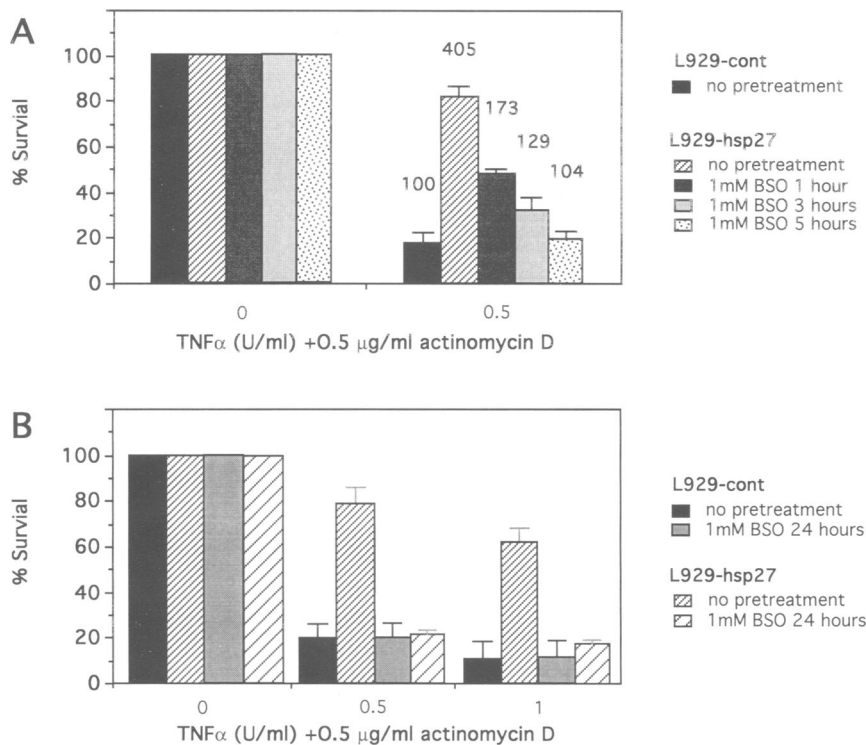 A
% Survial
100
80
60
40
20
0
405
173
129
104
100
0 0.5
TNFα (U/ml) +0.5 μg/ml actinomycin D
L929-cont
no pretreatment
L929-hsp27
no pretreatment
1mM BSO 1 hour
1mM BSO 3 hours
1mM BSO 5 hours
B
% Survial
100
80
60
40
20
0
0 0.5 1
TNFα (U/ml) +0.5 μg/ml actinomycin D
L929-cont
no pretreatment
1mM BSO 24 hours
L929-hsp27
no pretreatment
1mM BSO 24 hours